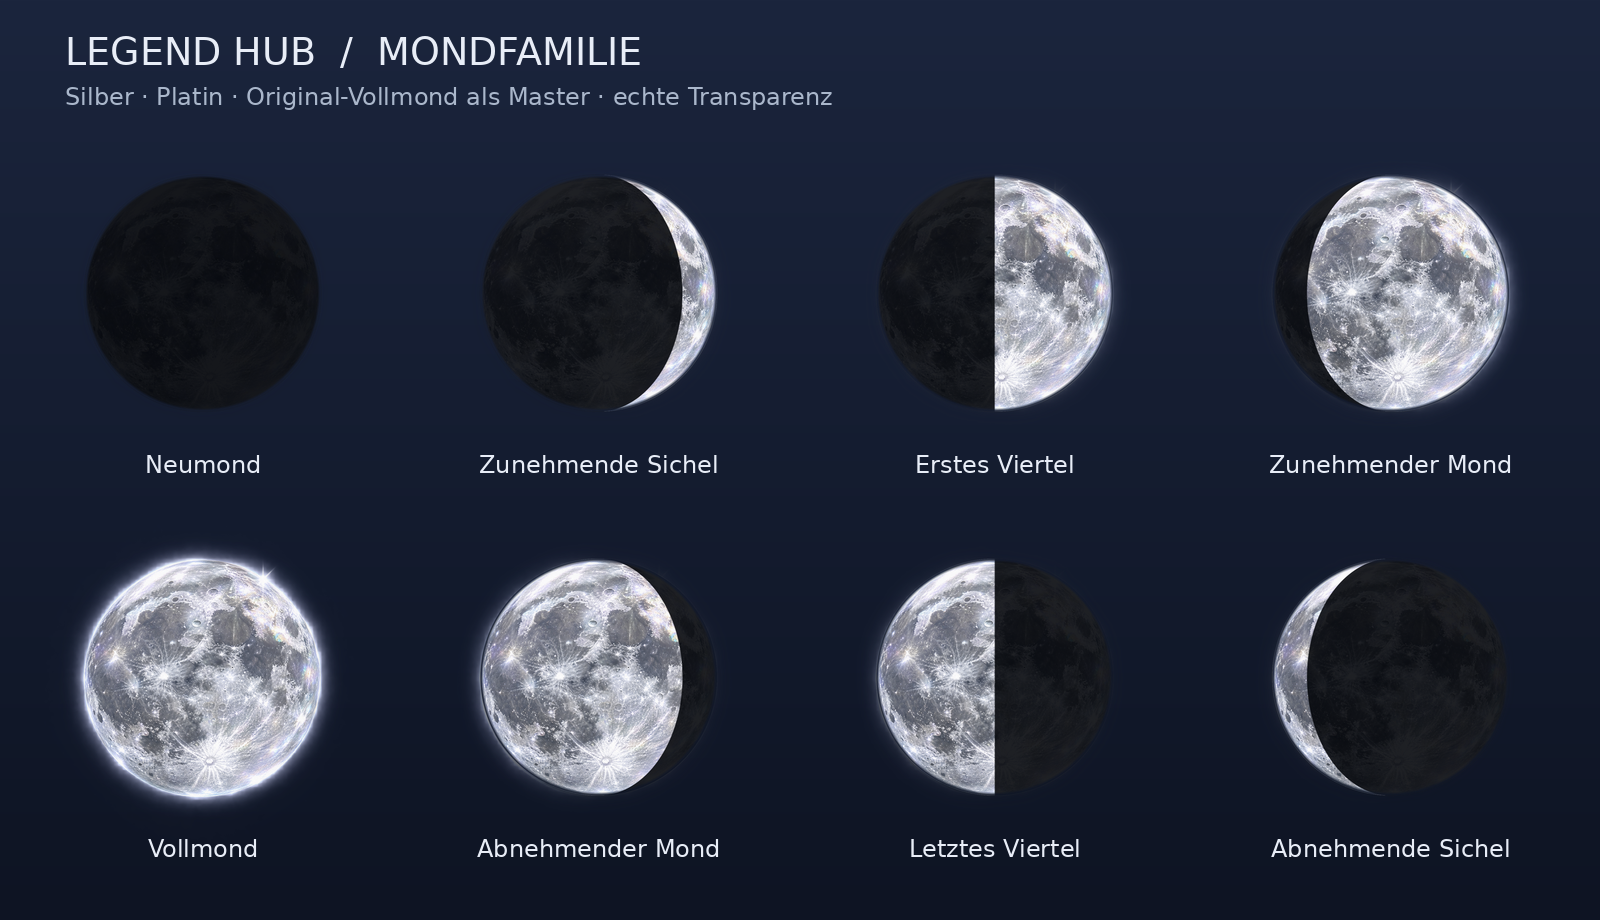 LEGEND HUB / MONDFAMILIE
Silber · Platin · Original-Vollmond als Master · echte Transparenz
Neumond
Zunehmende Sichel
Erstes Viertel
Zunehmender Mond
Vollmond
Abnehmender Mond
Letztes Viertel
Abnehmende Sichel